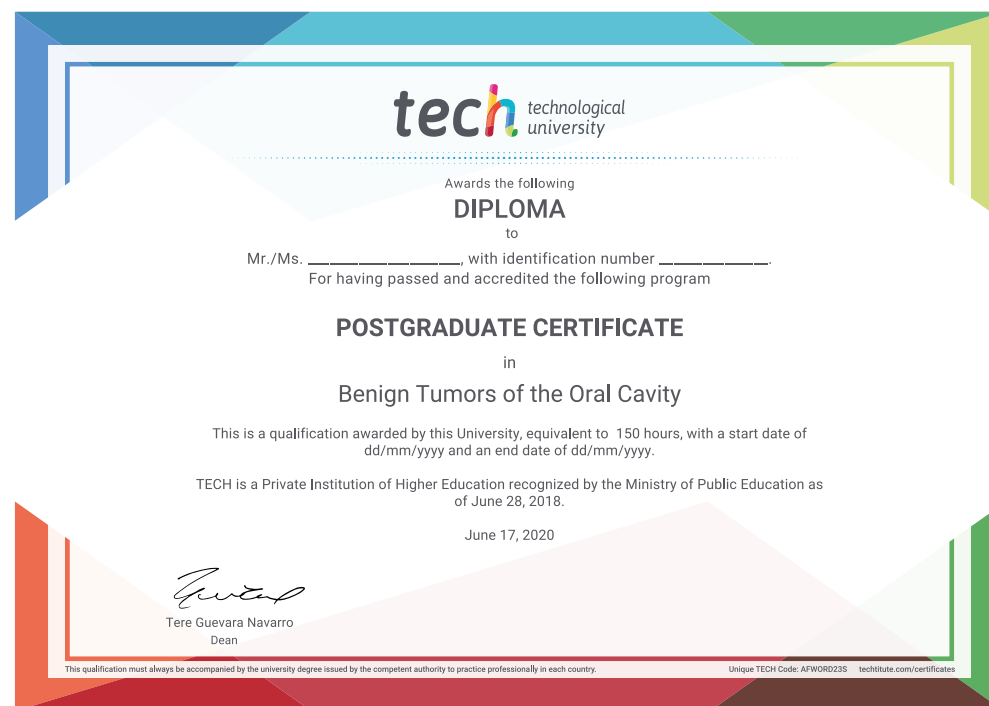 tech technological
university
Awards the following
DIPLOMA
to
Mr./Ms. ____________________, with identification number ______________.
For having passed and accredited the following program
POSTGRADUATE CERTIFICATE
in
Benign Tumors of the Oral Cavity
This is a qualification awarded by this University, equivalent to 150 hours, with a start date of
dd/mm/yyyy and an end date of dd/mm/yyyy.
TECH is a Private Institution of Higher Education recognized by the Ministry of Public Education as
of June 28, 2018.
June 17, 2020
Tere Guevara Navarro
Dean
This qualification must always be accompanied by the university degree issued by the competent authority to practice professionally in each country.
Unique TECH Code: AFWORD23S techtitute.com/certificates